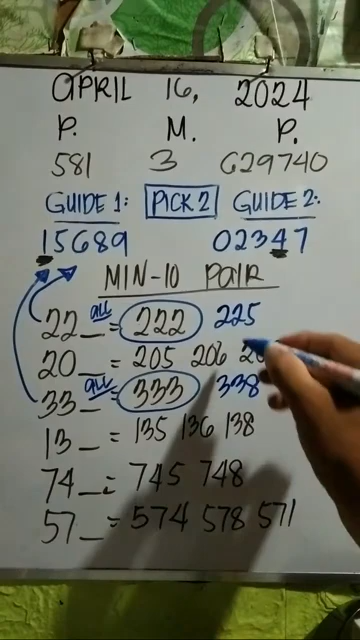 APRIL 16, 2024
P. M. P.
581 3 629740
GUIDE 1: PICK 2 GUIDE 2:
15689 02347
MIN-10 PAIR
22_ all = 222 225
20_ = 205 206
33_ all = 333 338
13_ = 135 136 138
74_ = 745 748
57_ = 574 578 571